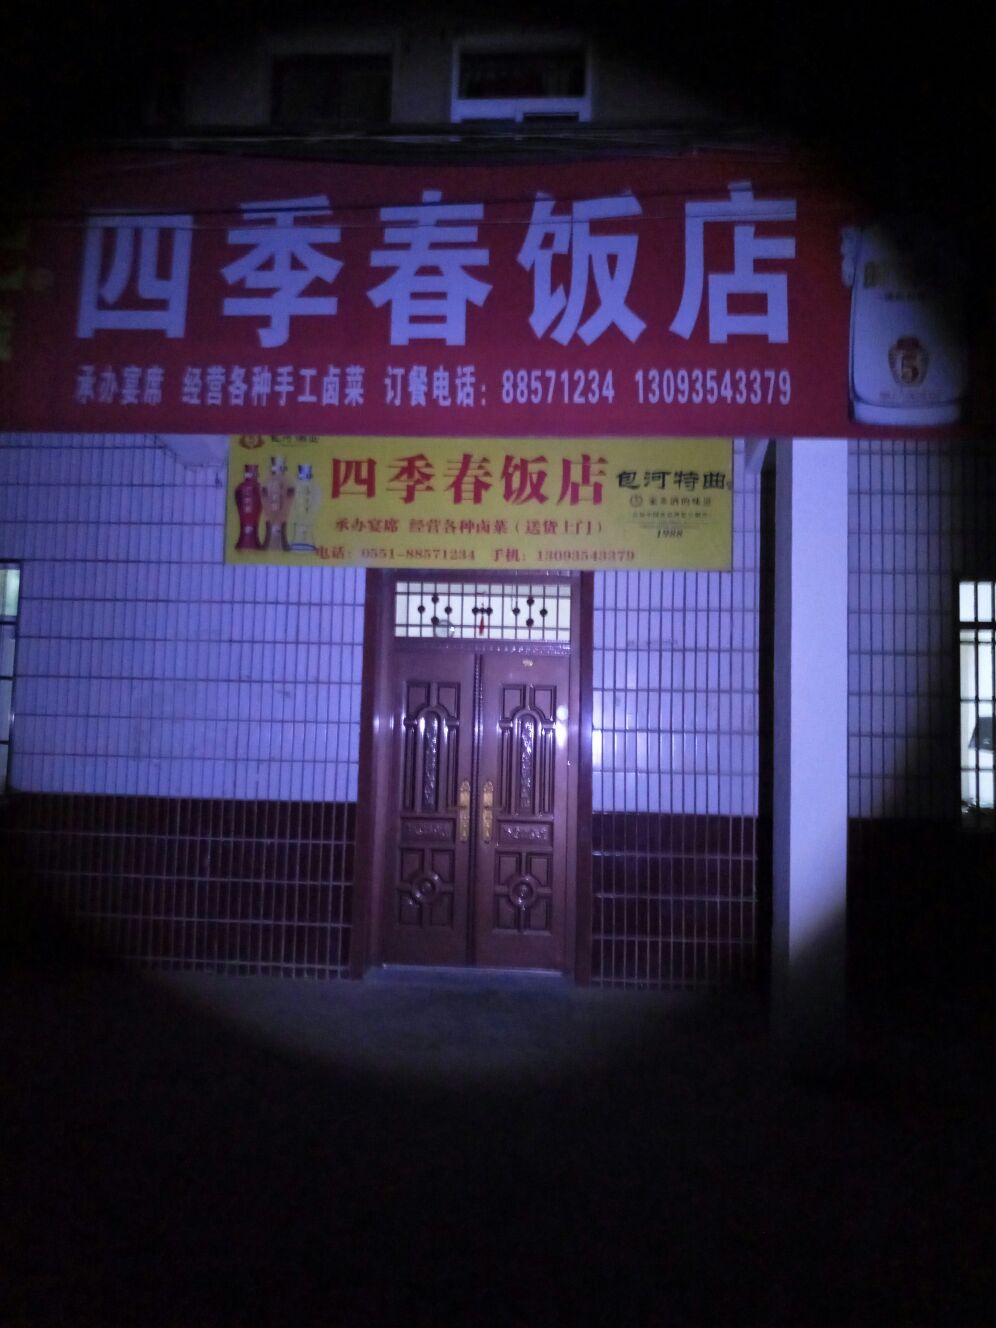 四季春饭店
承办宴席 经营各种手工卤菜 订餐电话：88571234 13093543379
四季春饭店
包河特曲
承办宴席 经营各种卤菜（送货上门）
1988
电话：0551-88571234 手机：13093543379